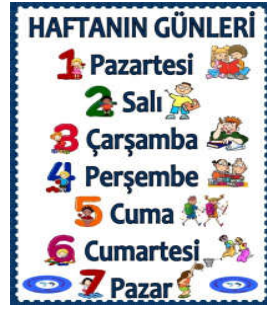 HAFTANIN GÜNLERİ
1 Pazartesi
2 Salı
3 Çarşamba
4 Perşembe
5 Cuma
6 Cumartesi
7 Pazar